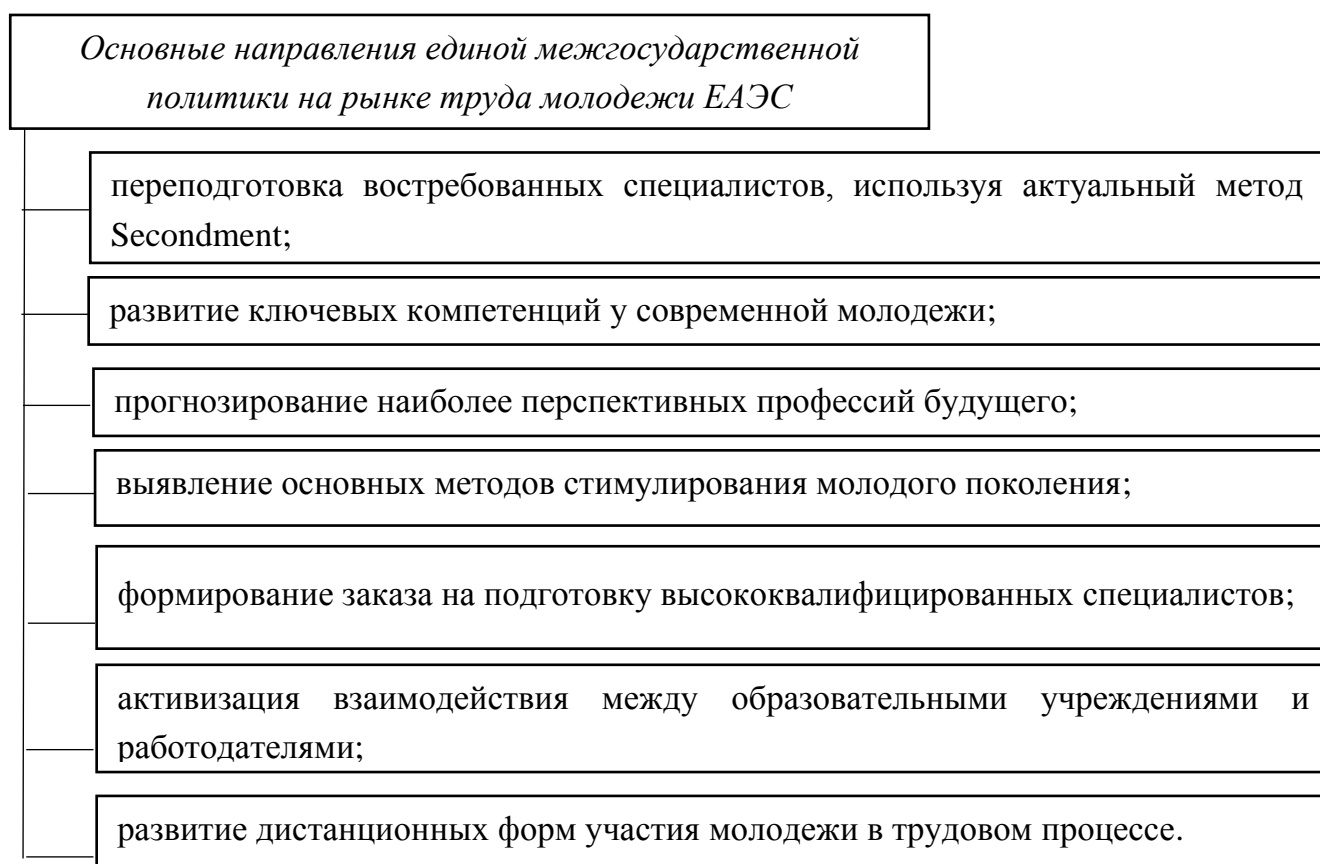 Основные направления единой межгосударственной
политики на рынке труда молодежи ЕАЭС
переподготовка востребованных специалистов, используя актуальный метод
Secondment;
развитие ключевых компетенций у современной молодежи;
прогнозирование наиболее перспективных профессий будущего;
выявление основных методов стимулирования молодого поколения;
формирование заказа на подготовку высококвалифицированных специалистов;
активизация взаимодействия между образовательными учреждениями и
работодателями;
развитие дистанционных форм участия молодежи в трудовом процессе.